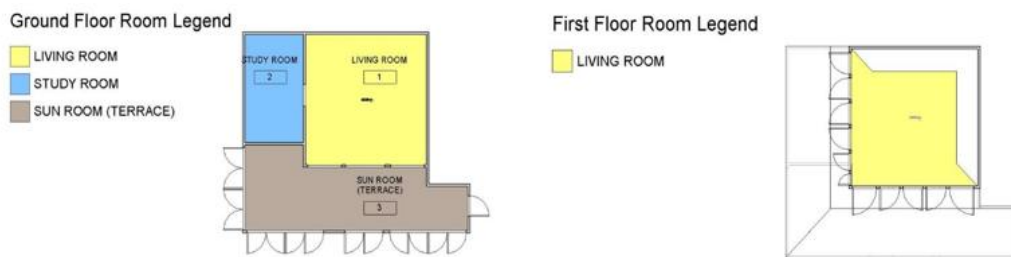 Ground Floor Room Legend
LIVING ROOM
STUDY ROOM
SUN ROOM (TERRACE)
STUDY ROOM
2
LIVING ROOM
1
SUN ROOM
(TERRACE)
3
First Floor Room Legend
LIVING ROOM